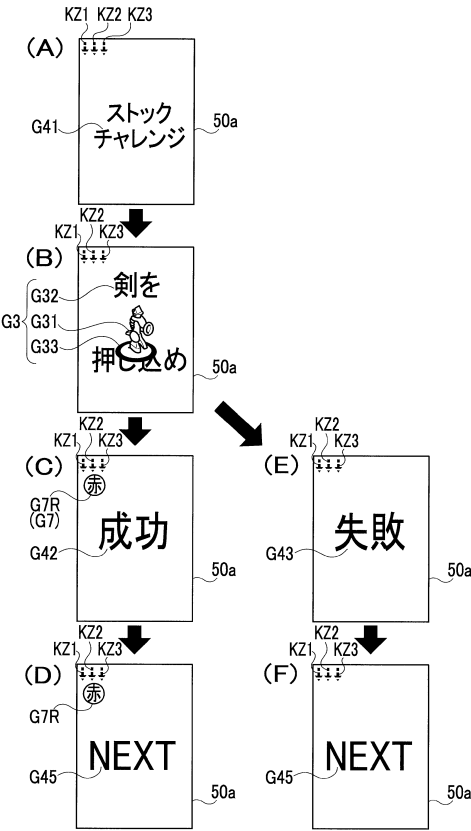 KZ1 KZ2 KZ3
(A)
ストック
チャレンジ
G41
50a
KZ2
KZ1 KZ3
(B)
剣を
G32
G3
G31
G33
押し込め
50a
KZ2
KZ1 KZ3
(C)
赤
G7R
(G7)
成功
G42
50a
KZ2
KZ1 KZ3
(E)
失敗
G43
50a
KZ2
KZ1 KZ3
(D)
赤
G7R
NEXT
G45
50a
KZ2
KZ1 KZ3
(F)
NEXT
G45
50a